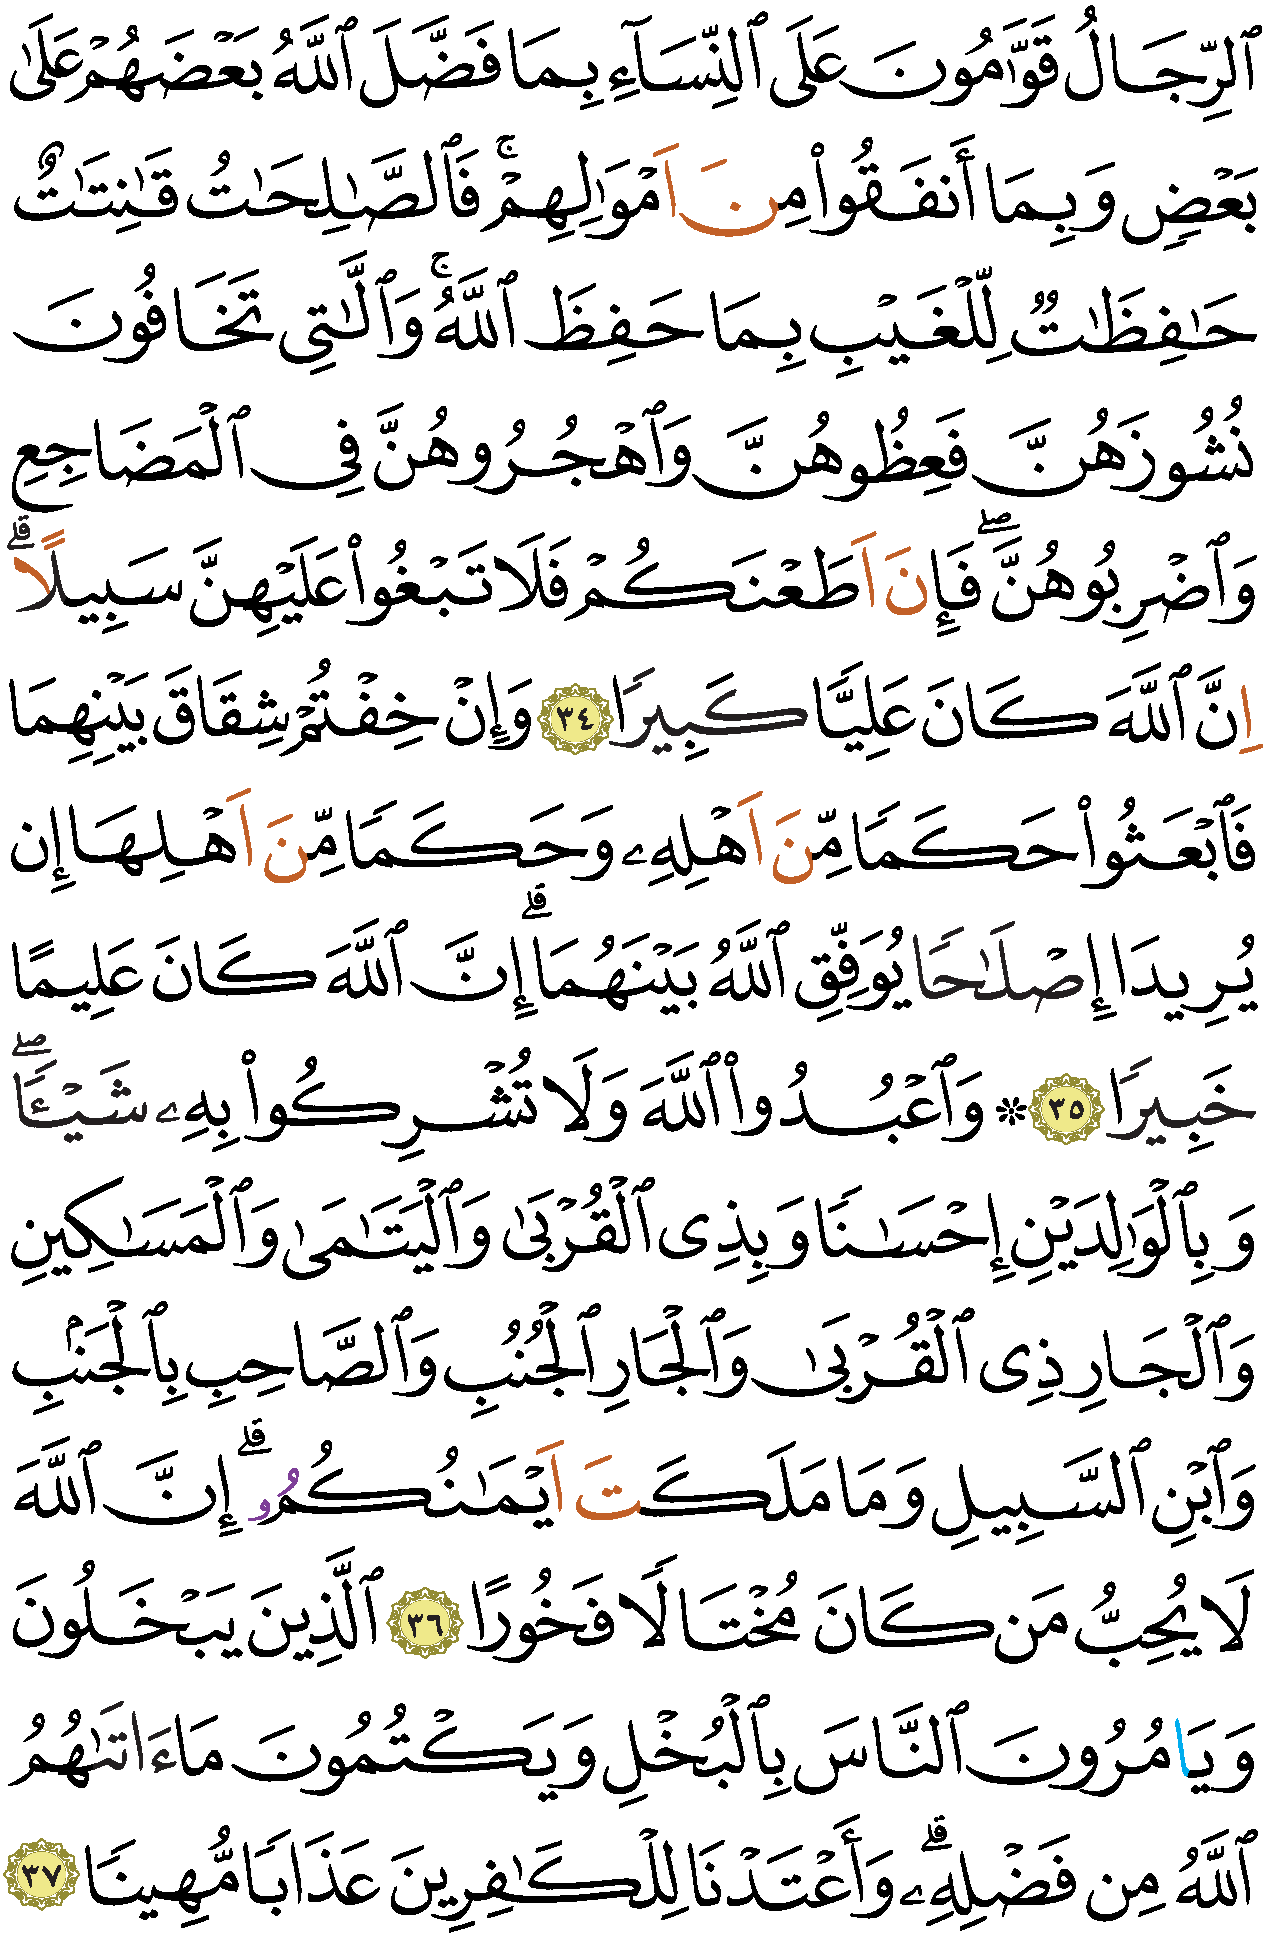 ٱلرِّجَالُ قَوَّٰمُونَ عَلَى ٱلنِّسَآءِ بِمَا فَضَّلَ ٱللَّهُ بَعۡضَهُمۡ عَلَىٰ
بَعۡضٖ وَبِمَآ أَنفَقُواْ مِنَ اَمۡوَٰلِهِمۡۚ فَٱلصَّٰلِحَٰتُ قَٰنِتَٰتٌ
حَٰفِظَٰتٞ لِّلۡغَيۡبِ بِمَا حَفِظَ ٱللَّهُۚ وَٱلَّٰتِي تَخَافُونَ
نُشُوزَهُنَّ فَعِظُوهُنَّ وَٱهۡجُرُوهُنَّ فِي ٱلۡمَضَاجِعِ
وَٱضۡرِبُوهُنَّۖ فَإِنَ اَطَعۡنَكُمۡ فَلَا تَبۡغُواْ عَلَيۡهِنَّ سَبِيلًاۗ
اِنَّ ٱللَّهَ كَانَ عَلِيّٗا كَبِيرٗا ٣٤ وَإِنۡ خِفۡتُمۡ شِقَاقَ بَيۡنِهِمَا
فَٱبۡعَثُواْ حَكَمٗا مِّنَ اَهۡلِهِۦ وَحَكَمٗا مِّنَ اَهۡلِهَا إِن
يُرِيدَا إِصۡلَٰحٗا يُوَفِّقِ ٱللَّهُ بَيۡنَهُمَاۗ إِنَّ ٱللَّهَ كَانَ عَلِيمًا
خَبِيرٗا ٣٥ ۞ وَٱعۡبُدُواْ ٱللَّهَ وَلَا تُشۡرِكُواْ بِهِۦ شَيۡـٔٗاۖ
وَبِٱلۡوَٰلِدَيۡنِ إِحۡسَٰنٗا وَبِذِي ٱلۡقُرۡبَىٰ وَٱلۡيَتَٰمَىٰ وَٱلۡمَسَٰكِينِ
وَٱلۡجَارِ ذِي ٱلۡقُرۡبَىٰ وَٱلۡجَارِ ٱلۡجُنُبِ وَٱلصَّاحِبِ بِٱلۡجَنۢبِ
وَٱبۡنِ ٱلسَّبِيلِ وَمَا مَلَكَتَ اَيۡمَٰنُكُمُۥۗ إِنَّ ٱللَّهَ
لَا يُحِبُّ مَن كَانَ مُخۡتَالٗا فَخُورًا ٣٦ ٱلَّذِينَ يَبۡخَلُونَ
وَيَامُرُونَ ٱلنَّاسَ بِٱلۡبُخۡلِ وَيَكۡتُمُونَ مَا ءَاتَىٰهُمُ
ٱللَّهُ مِن فَضۡلِهِۦۗ وَأَعۡتَدۡنَا لِلۡكَٰفِرِينَ عَذَابٗا مُّهِينٗا ٣٧